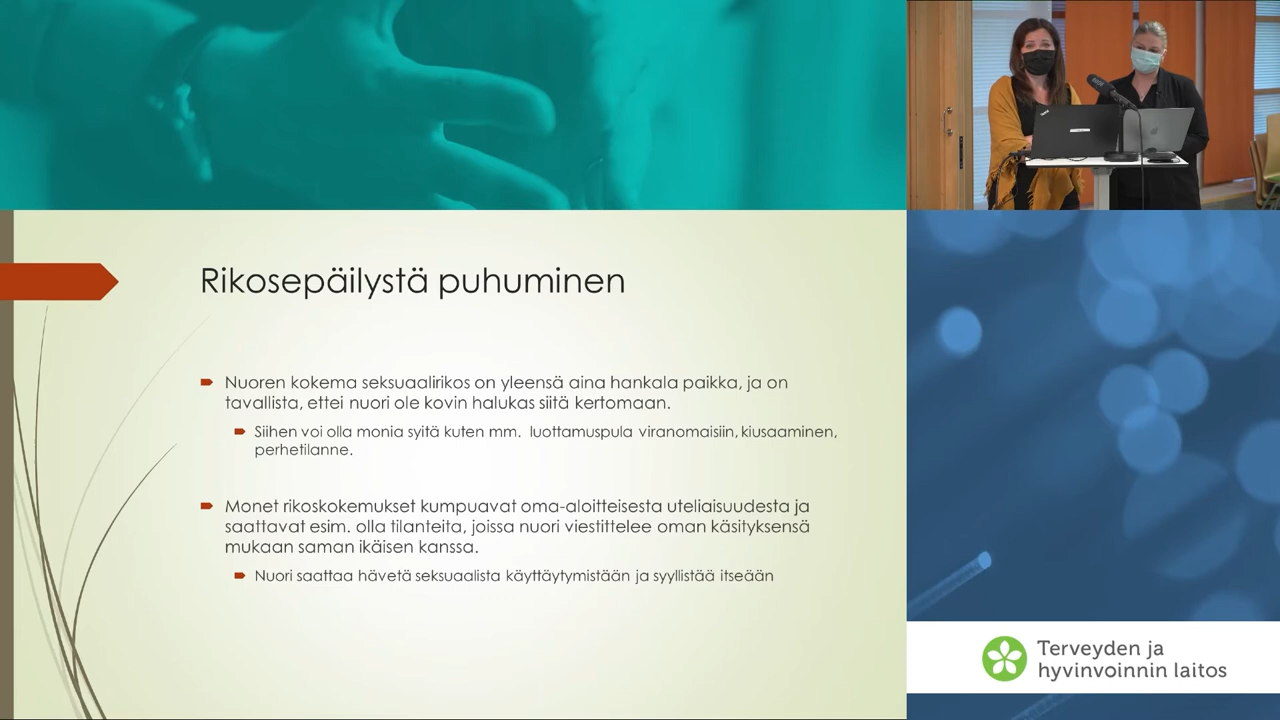 Rikosepäilystä puhuminen
Nuoren kokema seksuaalirikos on yleensä aina hankala paikka, ja on
tavallista, ettei nuori ole kovin halukas siitä kertomaan.
Siihen voi olla monia syitä kuten mm. luottamuspula viranomaisiin, kiusaaminen,
perhetilanne.
Monet rikoskokemukset kumpuavat oma-aloitteisesta uteliaisuudesta ja
saattavat esim. olla tilanteita, joissa nuori viestittelee oman käsityksensä
mukaan saman ikäisen kanssa.
Nuori saattaa hävetä seksuaalista käyttäytymistään ja syyllistää itseään
Terveyden ja
hyvinvoinnin laitos